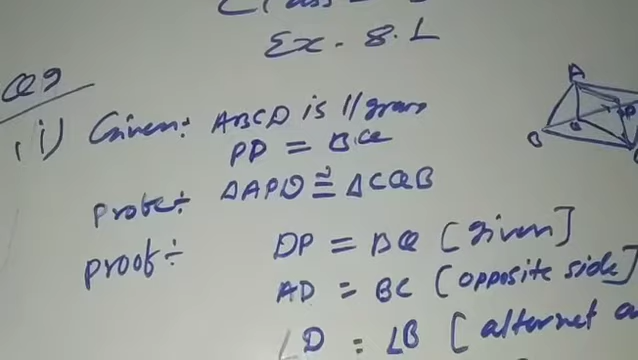 Ex - 8.1
Q9
(i) Given:- ABCD is ||gram
PD = BQ
Probe:- ΔAPD ≅ ΔCQB
proof:-
DP = BQ [given]
AD = BC (opposite side]
∠D = ∠B [alternet
A
B